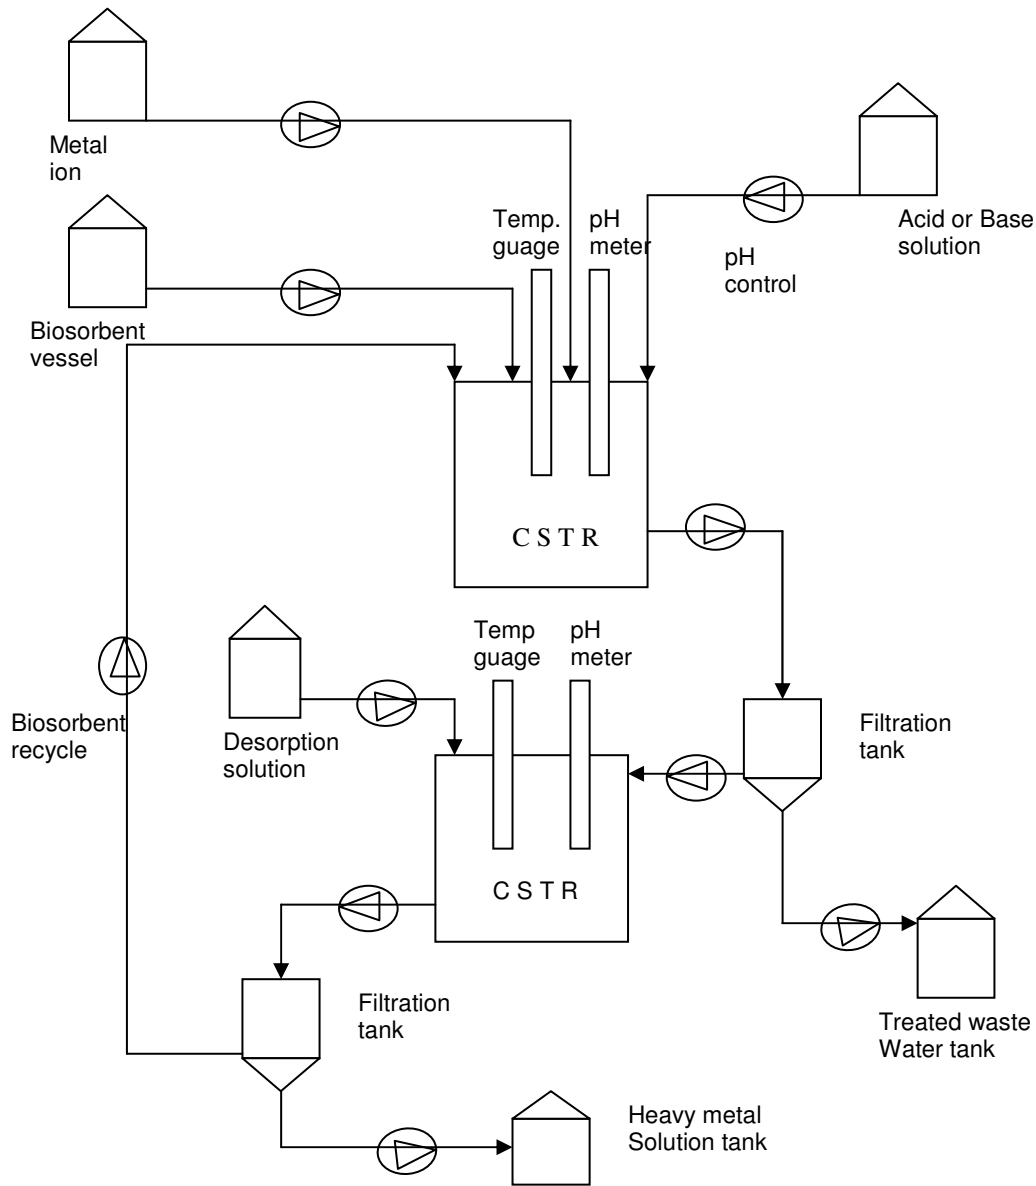 Metal
ion
Temp.
guage
pH
meter
Acid or Base
solution
pH
control
Biosorbent
vessel
C S T R
Temp
guage
pH
meter
Biosorbent
recycle
Desorption
solution
Filtration
tank
C S T R
Filtration
tank
Treated waste
Water tank
Heavy metal
Solution tank